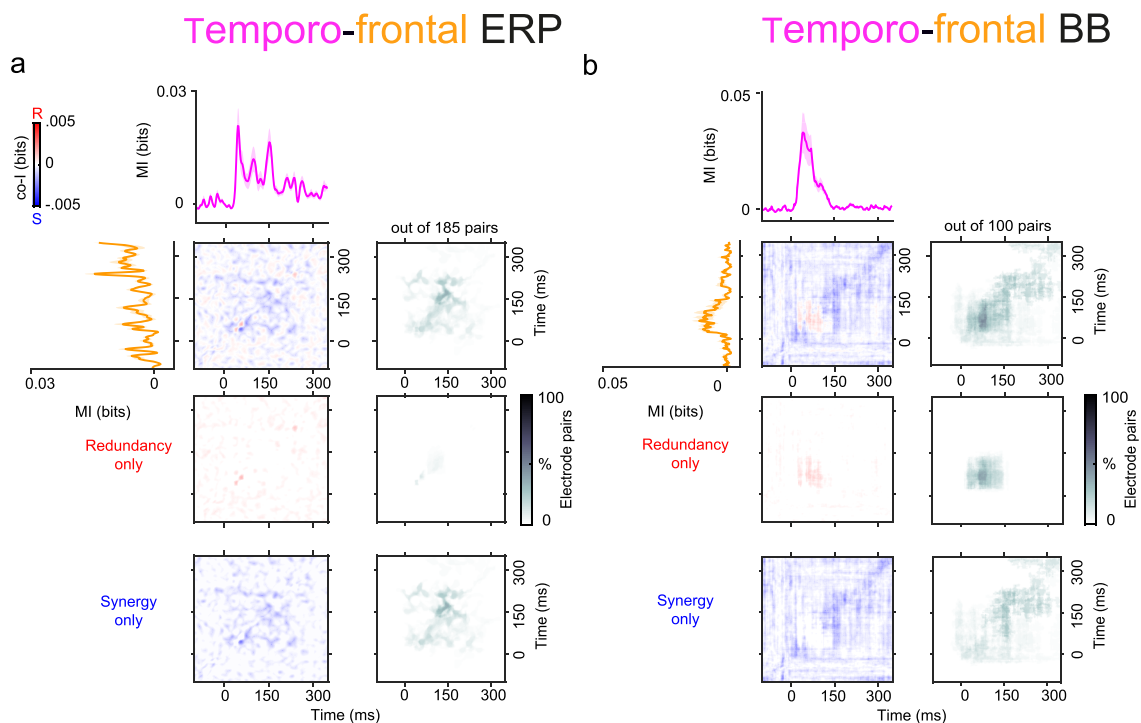 Temporo-frontal ERP
Temporo-frontal BB
a
b
R
.005
0
-.005
S
co-I (bits)
0.03
0
MI (bits)
0.05
0
MI (bits)
out of 185 pairs
out of 100 pairs
300
150
0
Time (ms)
300
150
0
300
150
0
Time (ms)
0.03
0
0 150 300
0 150 350
0.05
0
0 150 300
0 150 300
MI (bits)
Redundancy
only
100
%
0
Electrode pairs
MI (bits)
Redundancy
only
100
%
0
Electrode pairs
Synergy
only
300
150
0
Time (ms)
Synergy
only
300
150
0
Time (ms)
0 150 300
0 150 300
Time (ms)
0 150 300
0 150 300
Time (ms)